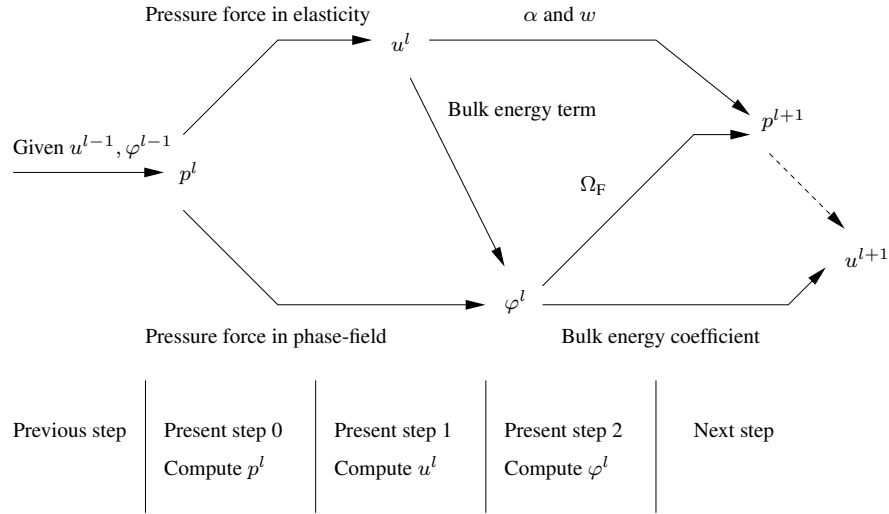 Pressure force in elasticity
α and w
u^l
Bulk energy term
p^{l+1}
Given u^{l−1}, φ^{l−1}
p^l
Ω_F
u^{l+1}
φ^l
Pressure force in phase-field
Bulk energy coefficient
Previous step
Present step 0
Present step 1
Present step 2
Next step
Compute p^l
Compute u^l
Compute φ^l